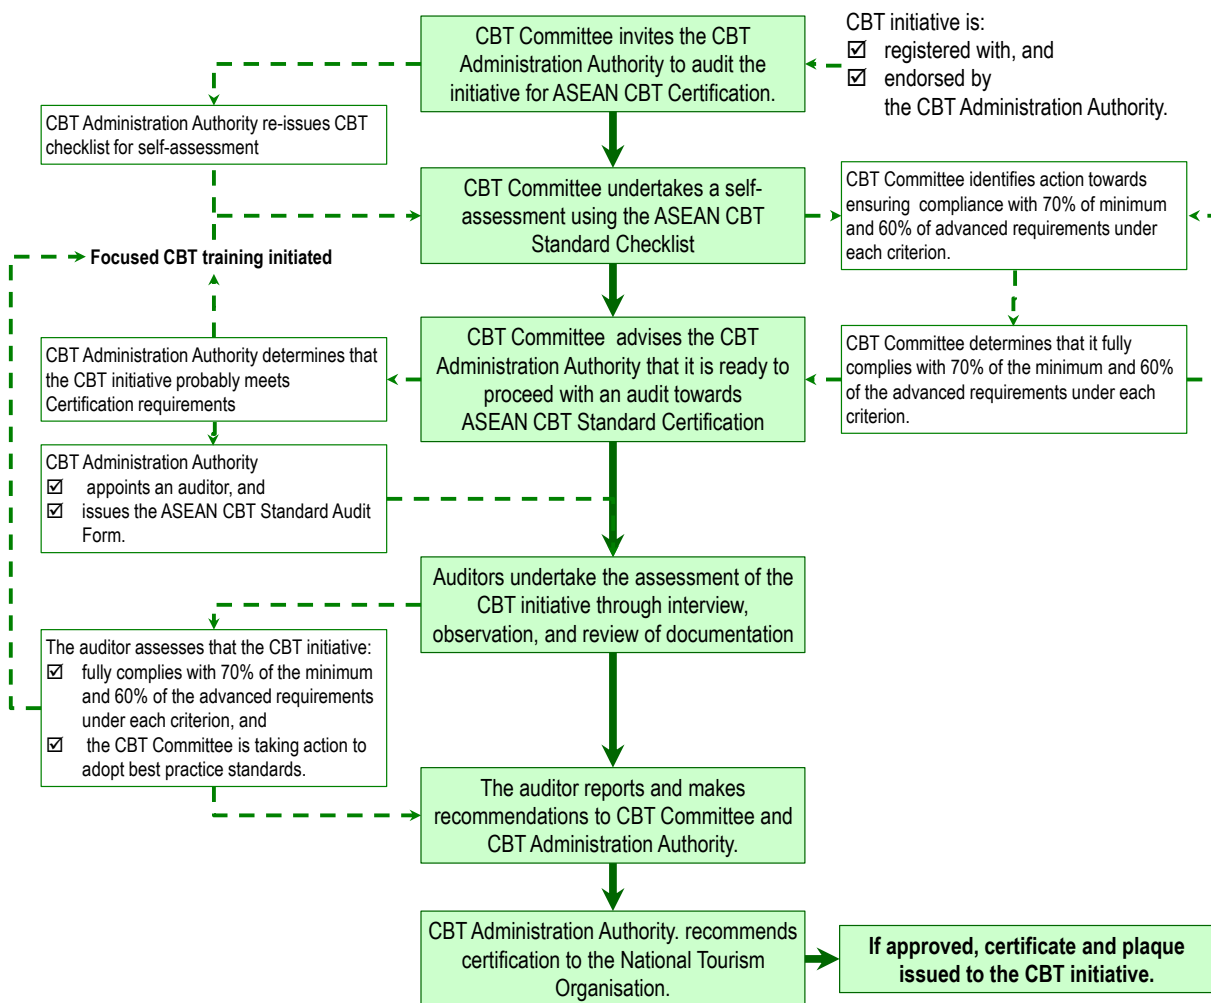 CBT Committee invites the CBT
Administration Authority to audit the
initiative for ASEAN CBT Certification.
CBT initiative is:
☑ registered with, and
☑ endorsed by
the CBT Administration Authority.
CBT Administration Authority re-issues CBT
checklist for self-assessment
CBT Committee undertakes a self-
assessment using the ASEAN CBT
Standard Checklist
CBT Committee identifies action towards
ensuring compliance with 70% of minimum
and 60% of advanced requirements under
each criterion.
Focused CBT training initiated
CBT Administration Authority determines that
the CBT initiative probably meets
Certification requirements
CBT Committee advises the CBT
Administration Authority that it is ready to
proceed with an audit towards
ASEAN CBT Standard Certification
CBT Committee determines that it fully
complies with 70% of the minimum and 60%
of the advanced requirements under each
criterion.
CBT Administration Authority
☑ appoints an auditor, and
☑ issues the ASEAN CBT Standard Audit
Form.
Auditors undertake the assessment of the
CBT initiative through interview,
observation, and review of documentation
The auditor assesses that the CBT initiative:
☑ fully complies with 70% of the minimum
and 60% of the advanced requirements
under each criterion, and
☑ the CBT Committee is taking action to
adopt best practice standards.
The auditor reports and makes
recommendations to CBT Committee and
CBT Administration Authority.
CBT Administration Authority. recommends
certification to the National Tourism
Organisation.
If approved, certificate and plaque
issued to the CBT initiative.